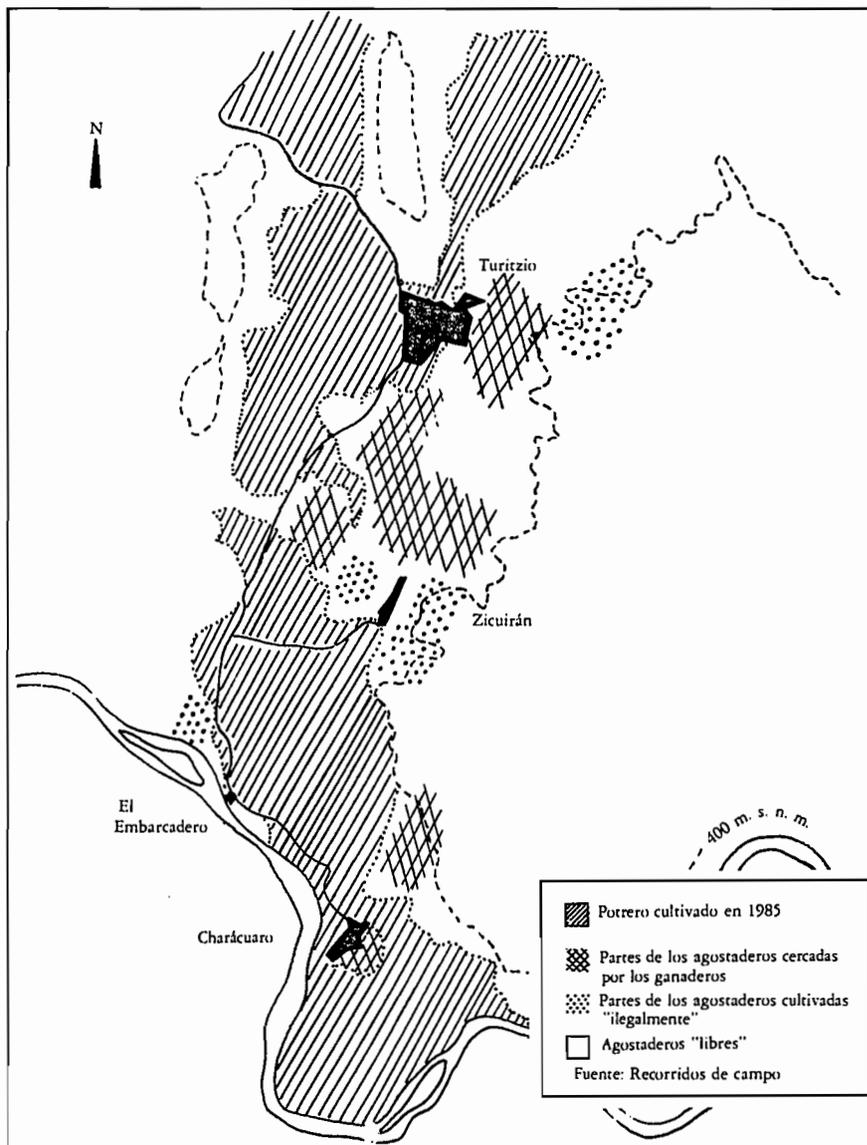 N
Turitzio
Zicuirán
El
Embarcadero
Charácuaro
400 m. s. n. m.
Potrero cultivado en 1985
Partes de los agostaderos cercadas
por los ganaderos
Partes de los agostaderos cultivadas
"ilegalmente"
Agostaderos "libres"
Fuente: Recorridos de campo